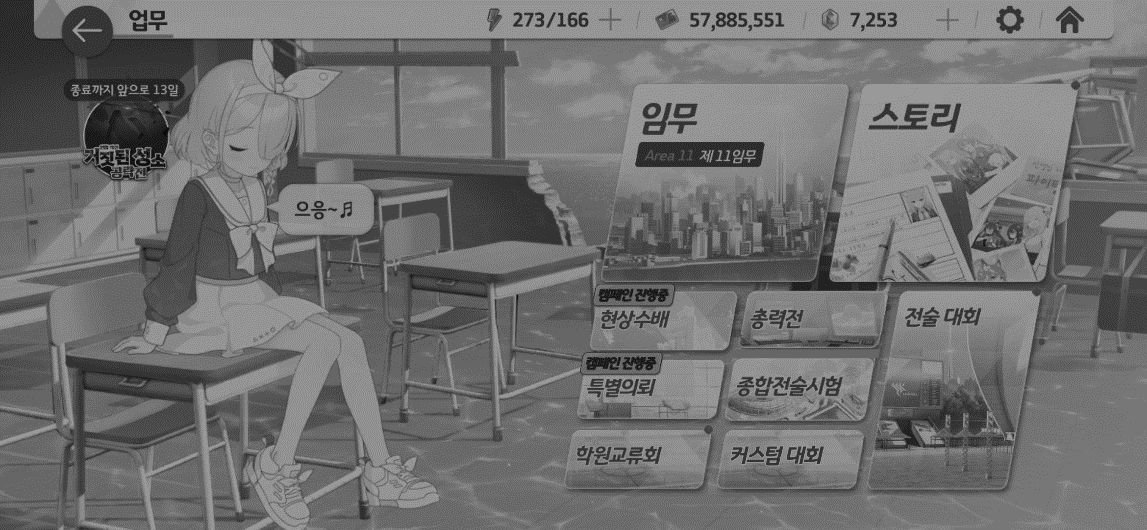 업무
273/166
57,885,551
7,253
종료까지 앞으로 13일
거짓된 성소
공략전
으응~♬
임무
Area 11 제 11임무
스토리
캠페인 진행중
현상수배
총력전
전술 대회
캠페인 진행중
특별의뢰
종합전술시험
학원교류회
커스텀 대회